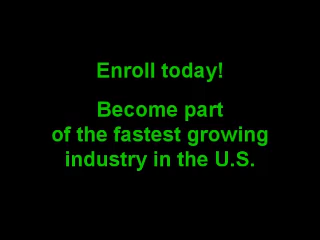 Enroll today!
Become part
of the fastest growing
industry in the U.S.